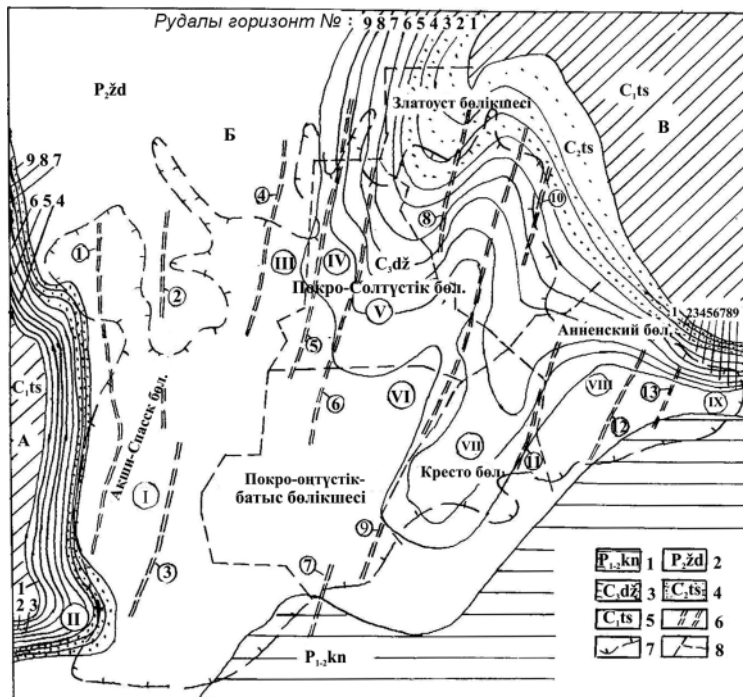 Рудалы горизонт № :
9 8 7 6 5 4 3 2 1
P₂žd
Златоуст бөлікшесі
C₁ts
Б
В
C₂ts
9 8 7
6 5 4
4
10
8
1
III
IV
C₃dž
2
Покро-Солтүстік бөл.
V
1 23456789
Анненский бөл.
5
C₁ts
VI
VIII
13
IX
6
А
Акши-Спасск бөл.
12
VII
I
Кресто бөл.
11
Покро-оңтүстік-
батыс бөлікшесі
9
3
7
1
2 3
II
P₁₋₂kn
P₁₋₂kn 1 P₂žd 2
C₃dž 3 C₂ts 4
C₁ts 5 6
7 8